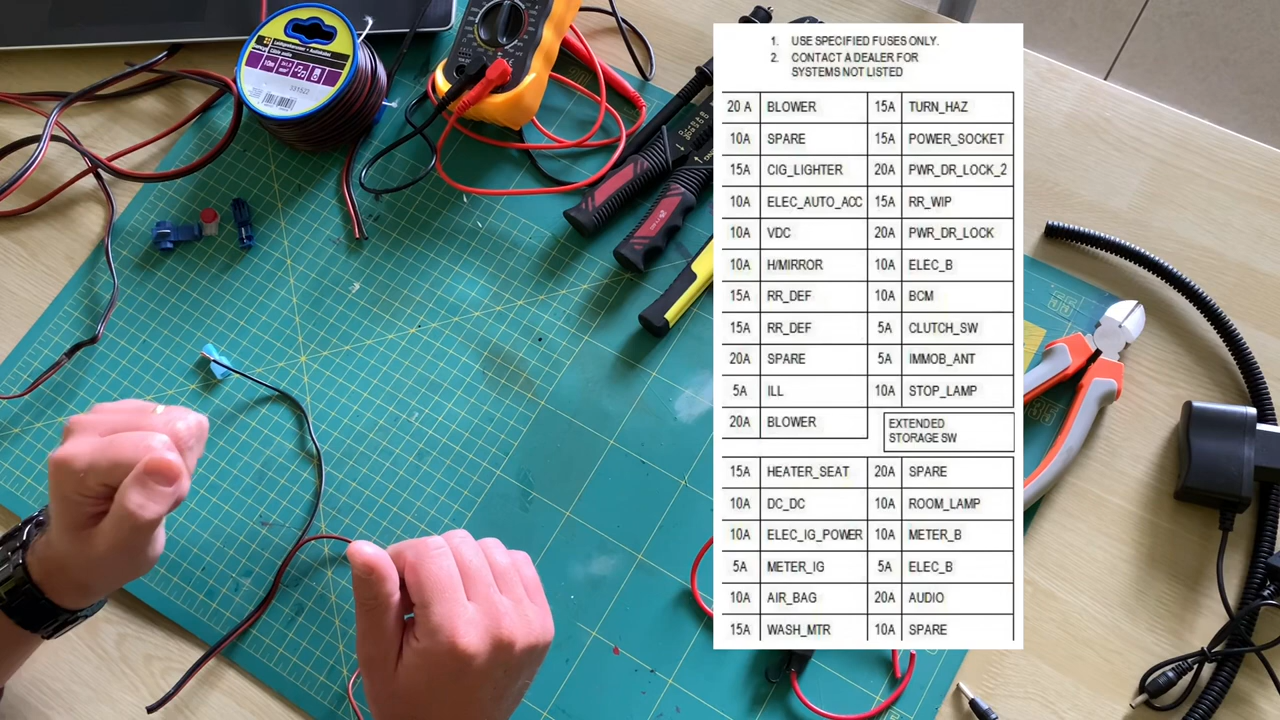 1. USE SPECIFIED FUSES ONLY.
2. CONTACT A DEALER FOR
SYSTEMS NOT LISTED
20 A BLOWER 15A TURN_HAZ
10A SPARE 15A POWER_SOCKET
15A CIG_LIGHTER 20A PWR_DR_LOCK_2
10A ELEC_AUTO_ACC 15A RR_WIP
10A VDC 20A PWR_DR_LOCK
10A H/MIRROR 10A ELEC_B
15A RR_DEF 10A BCM
15A RR_DEF 5A CLUTCH_SW
20A SPARE 5A IMMOB_ANT
5A ILL 10A STOP_LAMP
20A BLOWER EXTENDED
STORAGE SW
15A HEATER_SEAT 20A SPARE
10A DC_DC 10A ROOM_LAMP
10A ELEC_IG_POWER 10A METER_B
5A METER_IG 5A ELEC_B
10A AIR_BAG 20A AUDIO
15A WASH_MTR 10A SPARE
10m
35